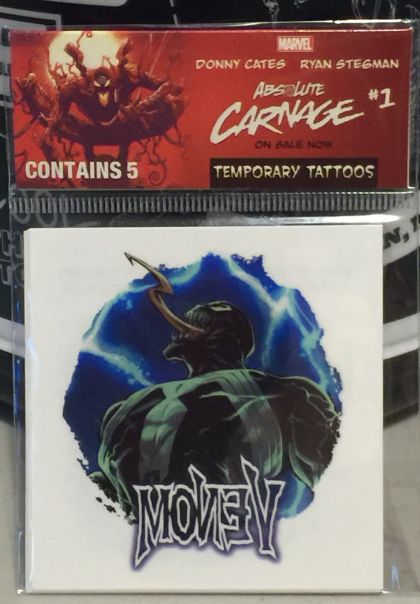 MARVEL
DONNY CATES RYAN STEGMAN
ABSOLUTE
CARNAGE #1
ON SALE NOW
CONTAINS 5
TEMPORARY TATTOOS
VENOM